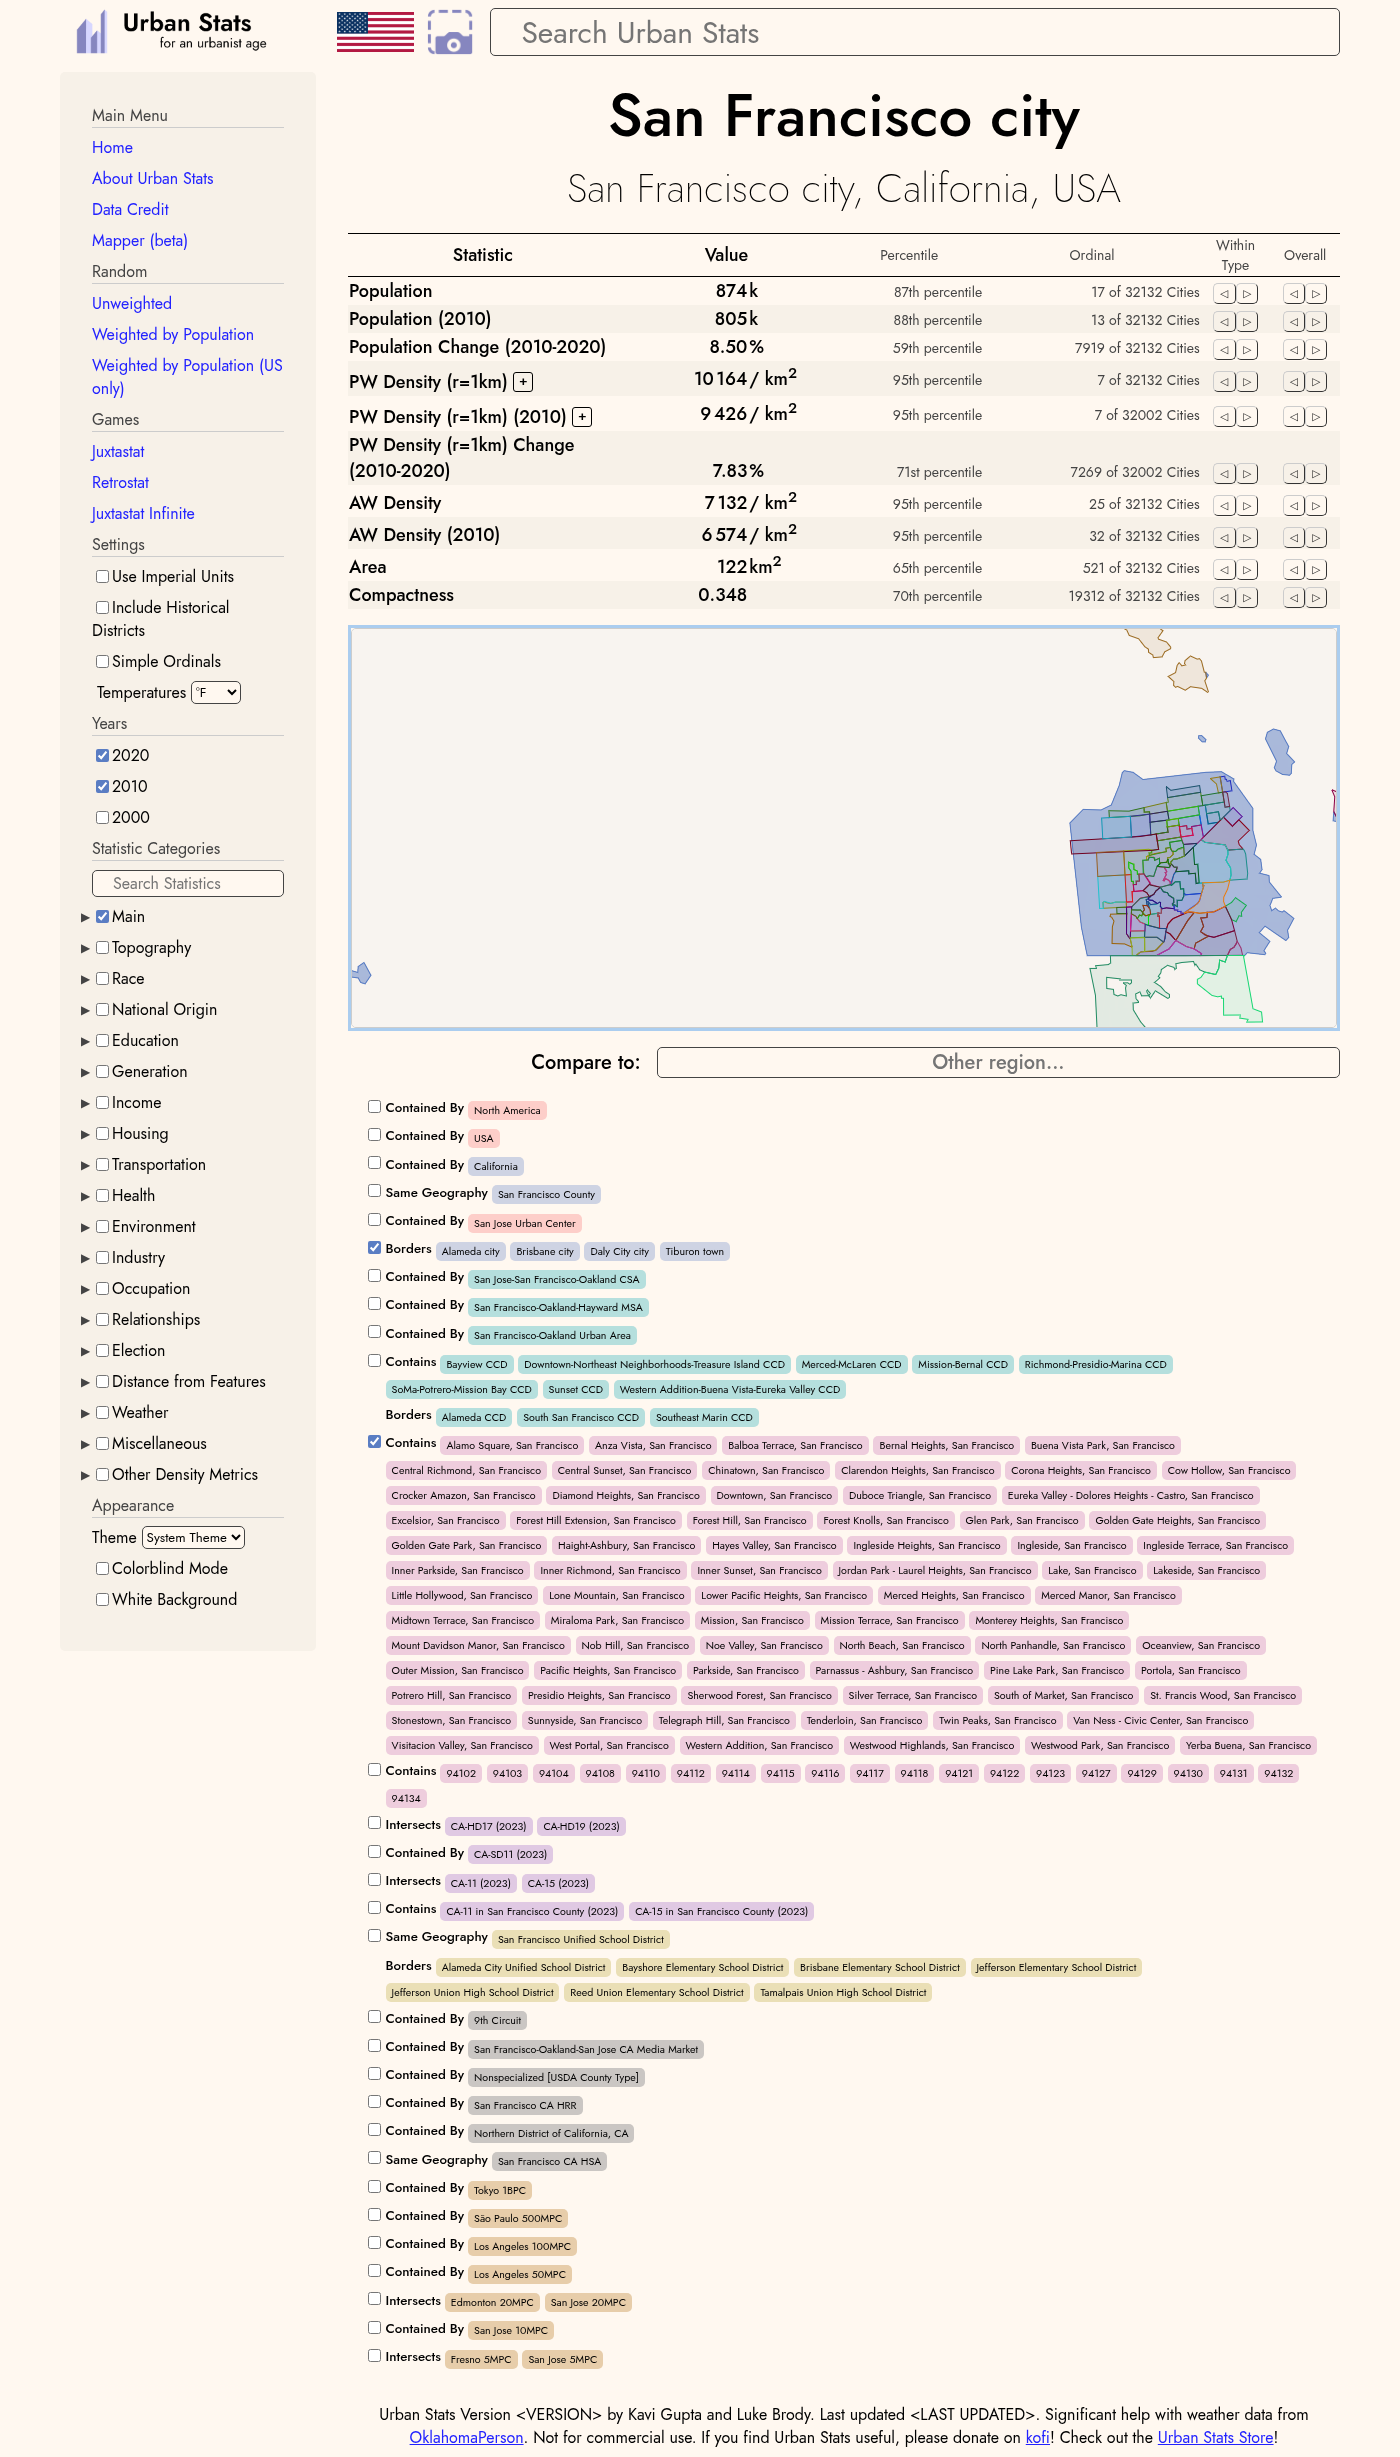 Urban Stats
for an urbanist age
Search Urban Stats
Main Menu
Home
About Urban Stats
Data Credit
Mapper (beta)
Random
Unweighted
Weighted by Population
Weighted by Population (US
only)
Games
Juxtastat
Retrostat
Juxtastat Infinite
Settings
Use Imperial Units
Include Historical
Districts
Simple Ordinals
Temperatures °F
Years
2020
2010
2000
Statistic Categories
Search Statistics
Main
Topography
Race
National Origin
Education
Generation
Income
Housing
Transportation
Health
Environment
Industry
Occupation
Relationships
Election
Distance from Features
Weather
Miscellaneous
Other Density Metrics
Appearance
Theme System Theme
Colorblind Mode
White Background
San Francisco city
San Francisco city, California, USA
Statistic Value Percentile Ordinal Within Type Overall
Population 874k 87th percentile 17 of 32132 Cities
Population (2010) 805k 88th percentile 13 of 32132 Cities
Population Change (2010-2020) 8.50% 59th percentile 7919 of 32132 Cities
PW Density (r=1km) + 10 164/ km² 95th percentile 7 of 32132 Cities
PW Density (r=1km) (2010) + 9 426/ km² 95th percentile 7 of 32002 Cities
PW Density (r=1km) Change
(2010-2020) 7.83% 71st percentile 7269 of 32002 Cities
AW Density 7 132/ km² 95th percentile 25 of 32132 Cities
AW Density (2010) 6 574/ km² 95th percentile 32 of 32132 Cities
Area 122km² 65th percentile 521 of 32132 Cities
Compactness 0.348 70th percentile 19312 of 32132 Cities
Compare to: Other region...
Contained By North America
Contained By USA
Contained By California
Same Geography San Francisco County
Contained By San Jose Urban Center
Borders Alameda city Brisbane city Daly City city Tiburon town
Contained By San Jose-San Francisco-Oakland CSA
Contained By San Francisco-Oakland-Hayward MSA
Contained By San Francisco-Oakland Urban Area
Contains Bayview CCD Downtown-Northeast Neighborhoods-Treasure Island CCD Merced-McLaren CCD Mission-Bernal CCD Richmond-Presidio-Marina CCD
SoMa-Potrero-Mission Bay CCD Sunset CCD Western Addition-Buena Vista-Eureka Valley CCD
Borders Alameda CCD South San Francisco CCD Southeast Marin CCD
Contains Alamo Square, San Francisco Anza Vista, San Francisco Balboa Terrace, San Francisco Bernal Heights, San Francisco Buena Vista Park, San Francisco
Central Richmond, San Francisco Central Sunset, San Francisco Chinatown, San Francisco Clarendon Heights, San Francisco Corona Heights, San Francisco Cow Hollow, San Francisco
Crocker Amazon, San Francisco Diamond Heights, San Francisco Downtown, San Francisco Duboce Triangle, San Francisco Eureka Valley - Dolores Heights - Castro, San Francisco
Excelsior, San Francisco Forest Hill Extension, San Francisco Forest Hill, San Francisco Forest Knolls, San Francisco Glen Park, San Francisco Golden Gate Heights, San Francisco
Golden Gate Park, San Francisco Haight-Ashbury, San Francisco Hayes Valley, San Francisco Ingleside Heights, San Francisco Ingleside, San Francisco Ingleside Terrace, San Francisco
Inner Parkside, San Francisco Inner Richmond, San Francisco Inner Sunset, San Francisco Jordan Park - Laurel Heights, San Francisco Lake, San Francisco Lakeside, San Francisco
Little Hollywood, San Francisco Lone Mountain, San Francisco Lower Pacific Heights, San Francisco Merced Heights, San Francisco Merced Manor, San Francisco
Midtown Terrace, San Francisco Miraloma Park, San Francisco Mission, San Francisco Mission Terrace, San Francisco Monterey Heights, San Francisco
Mount Davidson Manor, San Francisco Nob Hill, San Francisco Noe Valley, San Francisco North Beach, San Francisco North Panhandle, San Francisco Oceanview, San Francisco
Outer Mission, San Francisco Pacific Heights, San Francisco Parkside, San Francisco Parnassus - Ashbury, San Francisco Pine Lake Park, San Francisco Portola, San Francisco
Potrero Hill, San Francisco Presidio Heights, San Francisco Sherwood Forest, San Francisco Silver Terrace, San Francisco South of Market, San Francisco St. Francis Wood, San Francisco
Stonestown, San Francisco Sunnyside, San Francisco Telegraph Hill, San Francisco Tenderloin, San Francisco Twin Peaks, San Francisco Van Ness - Civic Center, San Francisco
Visitacion Valley, San Francisco West Portal, San Francisco Western Addition, San Francisco Westwood Highlands, San Francisco Westwood Park, San Francisco Yerba Buena, San Francisco
Contains 94102 94103 94104 94108 94110 94112 94114 94115 94116 94117 94118 94121 94122 94123 94127 94129 94130 94131 94132
94134
Intersects CA-HD17 (2023) CA-HD19 (2023)
Contained By CA-SD11 (2023)
Intersects CA-11 (2023) CA-15 (2023)
Contains CA-11 in San Francisco County (2023) CA-15 in San Francisco County (2023)
Same Geography San Francisco Unified School District
Borders Alameda City Unified School District Bayshore Elementary School District Brisbane Elementary School District Jefferson Elementary School District
Jefferson Union High School District Reed Union Elementary School District Tamalpais Union High School District
Contained By 9th Circuit
Contained By San Francisco-Oakland-San Jose CA Media Market
Contained By Nonspecialized [USDA County Type]
Contained By San Francisco CA HRR
Contained By Northern District of California, CA
Same Geography San Francisco CA HSA
Contained By Tokyo 1BPC
Contained By São Paulo 500MPC
Contained By Los Angeles 100MPC
Contained By Los Angeles 50MPC
Intersects Edmonton 20MPC San Jose 20MPC
Contained By San Jose 10MPC
Intersects Fresno 5MPC San Jose 5MPC
Urban Stats Version <VERSION> by Kavi Gupta and Luke Brody. Last updated <LAST UPDATED>. Significant help with weather data from
OklahomaPerson. Not for commercial use. If you find Urban Stats useful, please donate on kofi! Check out the Urban Stats Store!